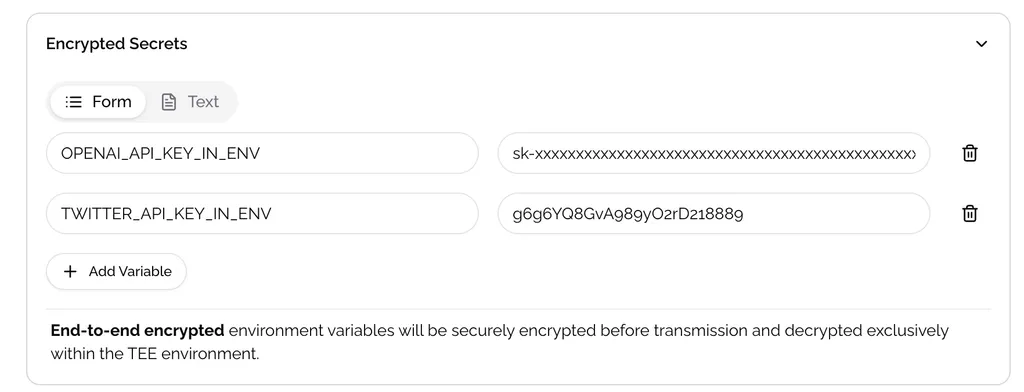 Encrypted Secrets
Form
Text
OPENAI_API_KEY_IN_ENV
sk-xxxxxxxxxxxxxxxxxxxxxxxxxxxxxxxxxxxxxxxxxxxxxxxx
TWITTER_API_KEY_IN_ENV
g6g6YQ8GvA989yO2rD218889
Add Variable
End-to-end encrypted environment variables will be securely encrypted before transmission and decrypted exclusively
within the TEE environment.